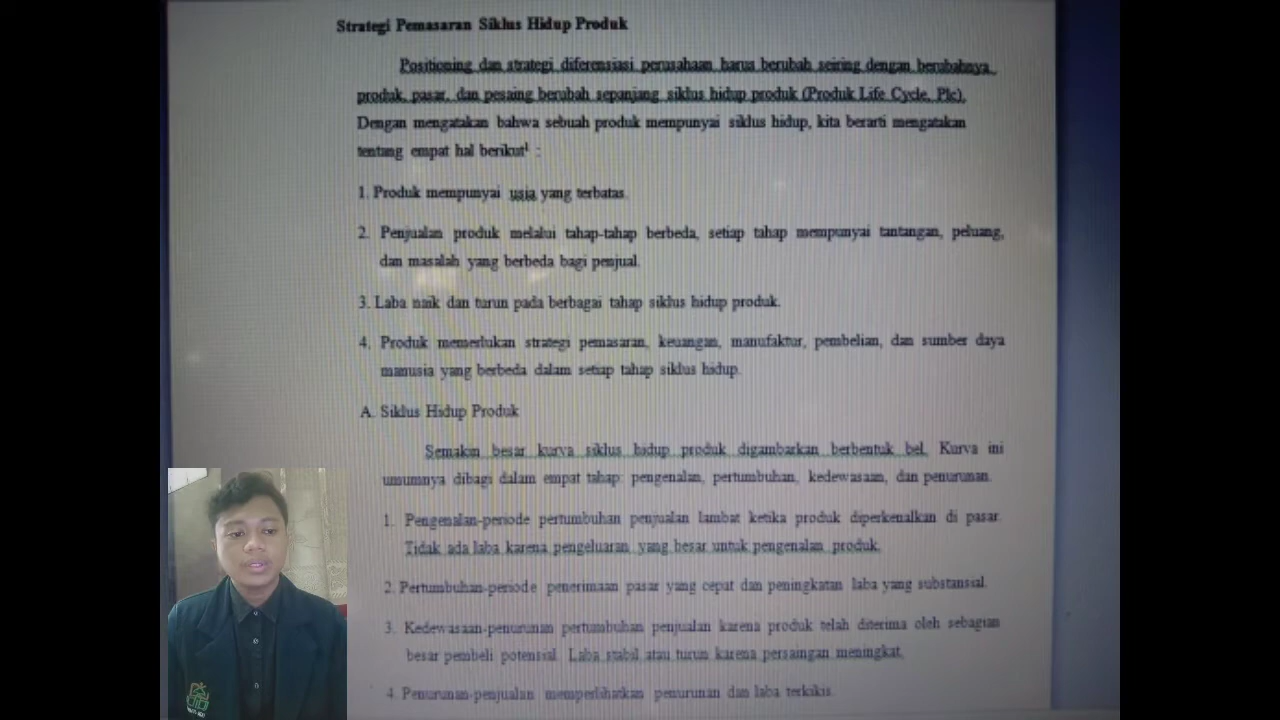 Strategi Pemasaran Siklus Hidup Produk
Positioning dan strategi diferensiasi perusahaan harus berubah seiring dengan berubahnya
produk, pasar, dan pesaing berubah sepanjang siklus hidup produk (Produk Life Cycle, Plc).
Dengan mengatakan bahwa sebuah produk mempunyai siklus hidup, kita berarti mengatakan
tentang empat hal berikut¹ :
1. Produk mempunyai usia yang terbatas.
2. Penjualan produk melalui tahap-tahap berbeda, setiap tahap mempunyai tantangan, peluang,
dan masalah yang berbeda bagi penjual.
3. Laba naik dan turun pada berbagai tahap siklus hidup produk.
4. Produk memerlukan strategi pemasaran, keuangan, manufaktur, pembelian, dan sumber daya
manusia yang berbeda dalam setiap tahap siklus hidup.
A. Siklus Hidup Produk
Semakin besar kurva siklus hidup produk digambarkan berbentuk bel. Kurva ini
umumnya dibagi dalam empat tahap: pengenalan, pertumbuhan, kedewasaan, dan penurunan.
1. Pengenalan-periode pertumbuhan penjualan lambat ketika produk diperkenalkan di pasar.
Tidak ada laba karena pengeluaran yang besar untuk pengenalan produk.
2. Pertumbuhan-periode penerimaan pasar yang cepat dan peningkatan laba yang substansial.
3. Kedewasaan-penurunan pertumbuhan penjualan karena produk telah diterima oleh sebagian
besar pembeli potensial. Laba stabil atau turun karena persaingan meningkat.
4. Penurunan-penjualan memperlihatkan penurunan dan laba terkikis.